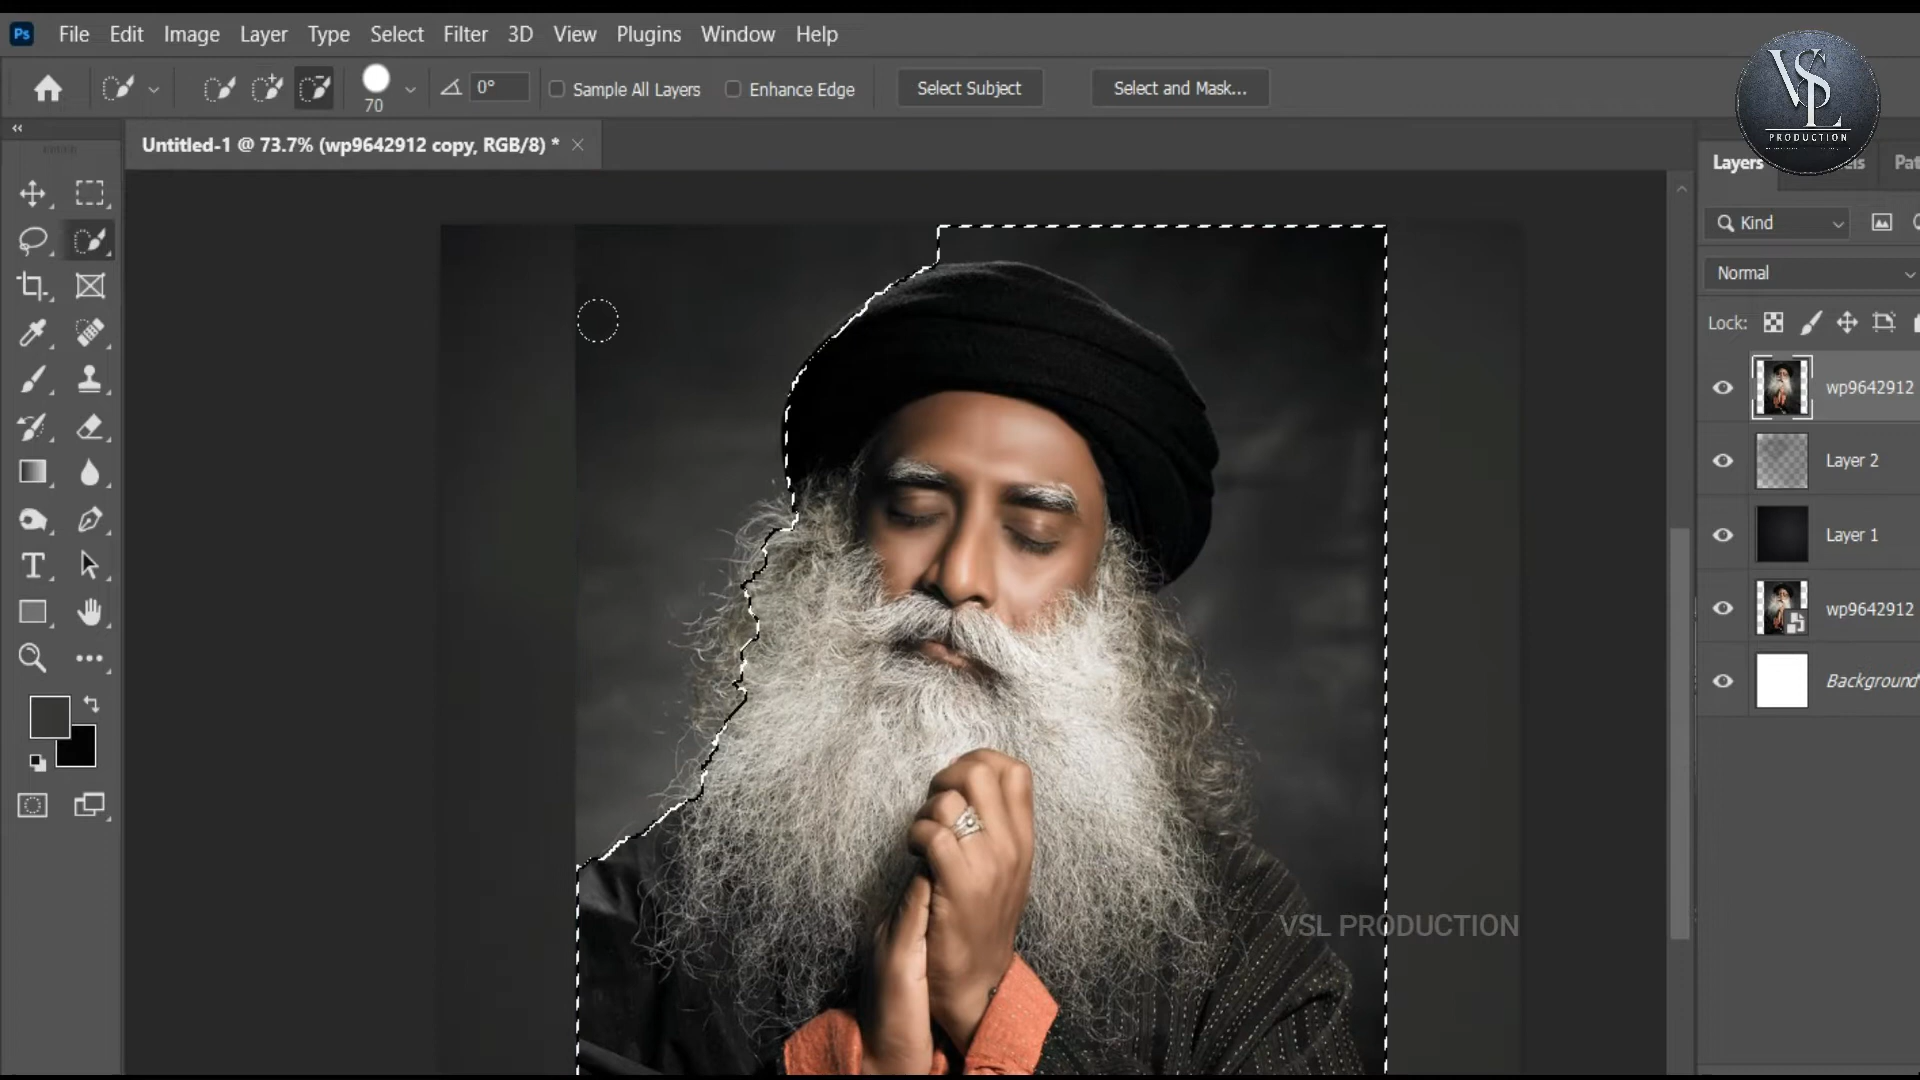 Ps File Edit Image Layer Select Type Filter 3D View Plugins Window Help
70
0°
Sample All Layers
Enhance Edge
Select Subject
Select and Mask...
VSL
PRODUCTION
Untitled-1 @ 73.7% (wp9642912 copy, RGB/8) *
Layers
els
Pat
Kind
Normal
Lock:
wp9642912
Layer 2
Layer 1
wp9642912
Background
VSL PRODUCTION